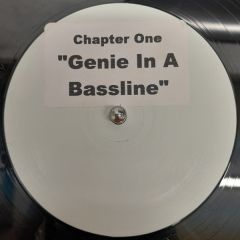 Chapter One
"Genie In A
Bassline"